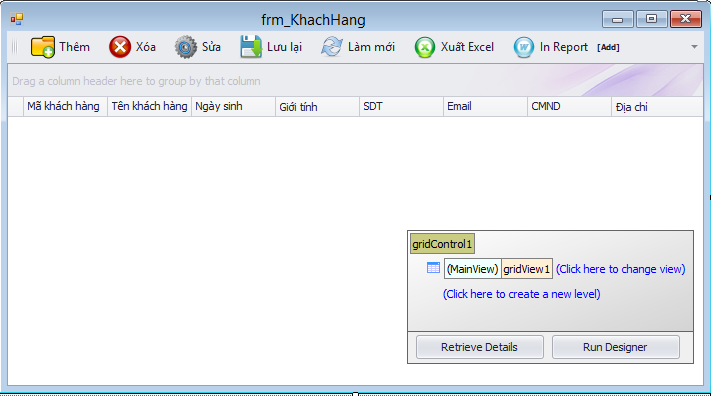 frm_KhachHang
Thêm Xóa Sửa Lưu lại Làm mới Xuất Excel In Report [Add]
Drag a column header here to group by that column
Mã khách hàng Tên khách hàng Ngày sinh Giới tính SDT Email CMND Địa chỉ
gridControl1
(MainView) gridView1 (Click here to change view)
(Click here to create a new level)
Retrieve Details Run Designer